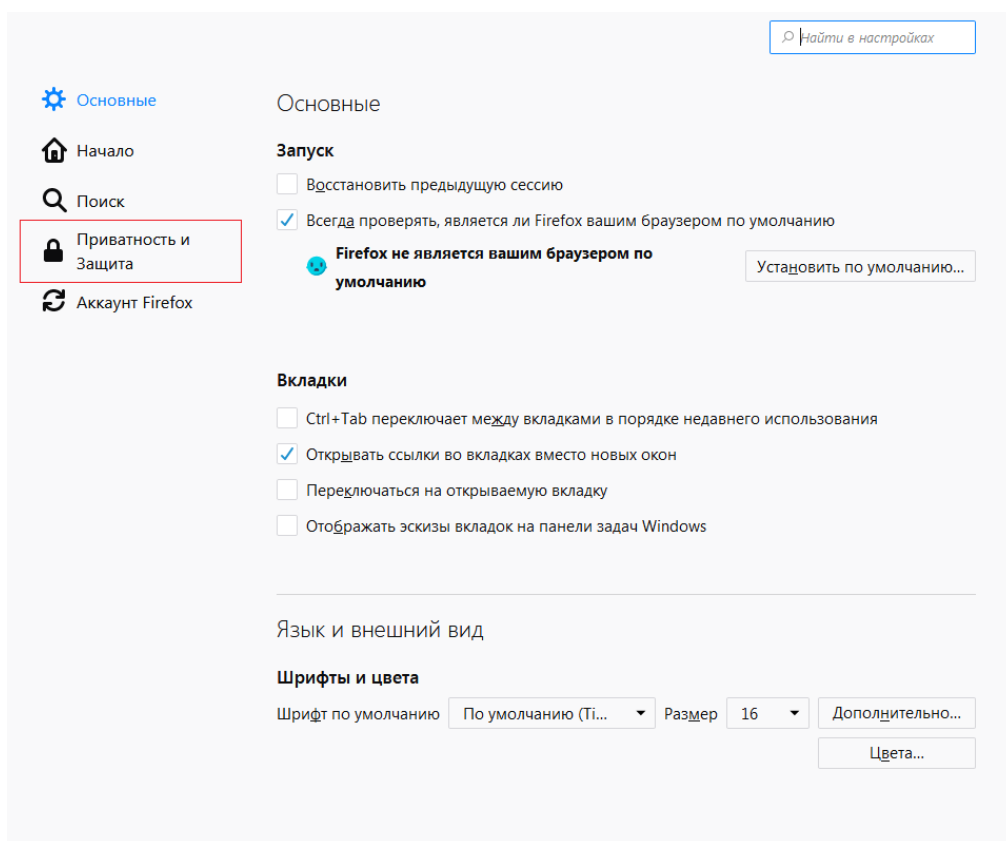 Найти в настройках
Основные
Начало
Поиск
Приватность и
Защита
Аккаунт Firefox
Основные
Запуск
Восстановить предыдущую сессию
Всегда проверять, является ли Firefox вашим браузером по умолчанию
Firefox не является вашим браузером по
умолчанию
Установить по умолчанию...
Вкладки
Ctrl+Tab переключает между вкладками в порядке недавнего использования
Открывать ссылки во вкладках вместо новых окон
Переключаться на открываемую вкладку
Отображать эскизы вкладок на панели задач Windows
Язык и внешний вид
Шрифты и цвета
Шрифт по умолчанию По умолчанию (Ti... Размер 16 Дополнительно...
Цвета...